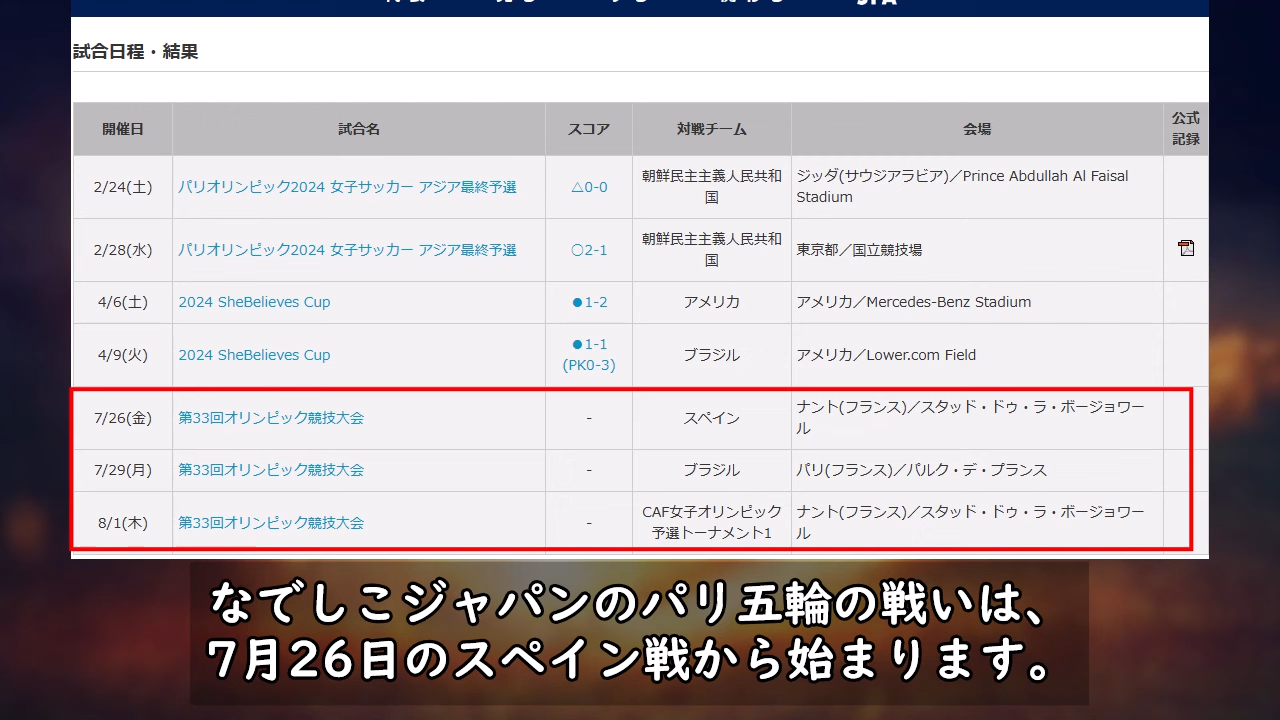 試合日程・結果
開催日 試合名 スコア 対戦チーム 会場 公式記録
2/24(土) パリオリンピック2024 女子サッカー アジア最終予選 △0-0 朝鮮民主主義人民共和国 ジッダ(サウジアラビア)／Prince Abdullah Al Faisal Stadium
2/28(水) パリオリンピック2024 女子サッカー アジア最終予選 ○2-1 朝鮮民主主義人民共和国 東京都／国立競技場
4/6(土) 2024 SheBelieves Cup ●1-2 アメリカ アメリカ／Mercedes-Benz Stadium
4/9(火) 2024 SheBelieves Cup ●1-1 (PK0-3) ブラジル アメリカ／Lower.com Field
7/26(金) 第33回オリンピック競技大会 - スペイン ナント(フランス)／スタッド・ドゥ・ラ・ボージョワール
7/29(月) 第33回オリンピック競技大会 - ブラジル パリ(フランス)／パルク・デ・プランス
8/1(木) 第33回オリンピック競技大会 - CAF女子オリンピック予選トーナメント1 ナント(フランス)／スタッド・ドゥ・ラ・ボージョワール
なでしこジャパンのパリ五輪の戦いは、
7月26日のスペイン戦から始まります。